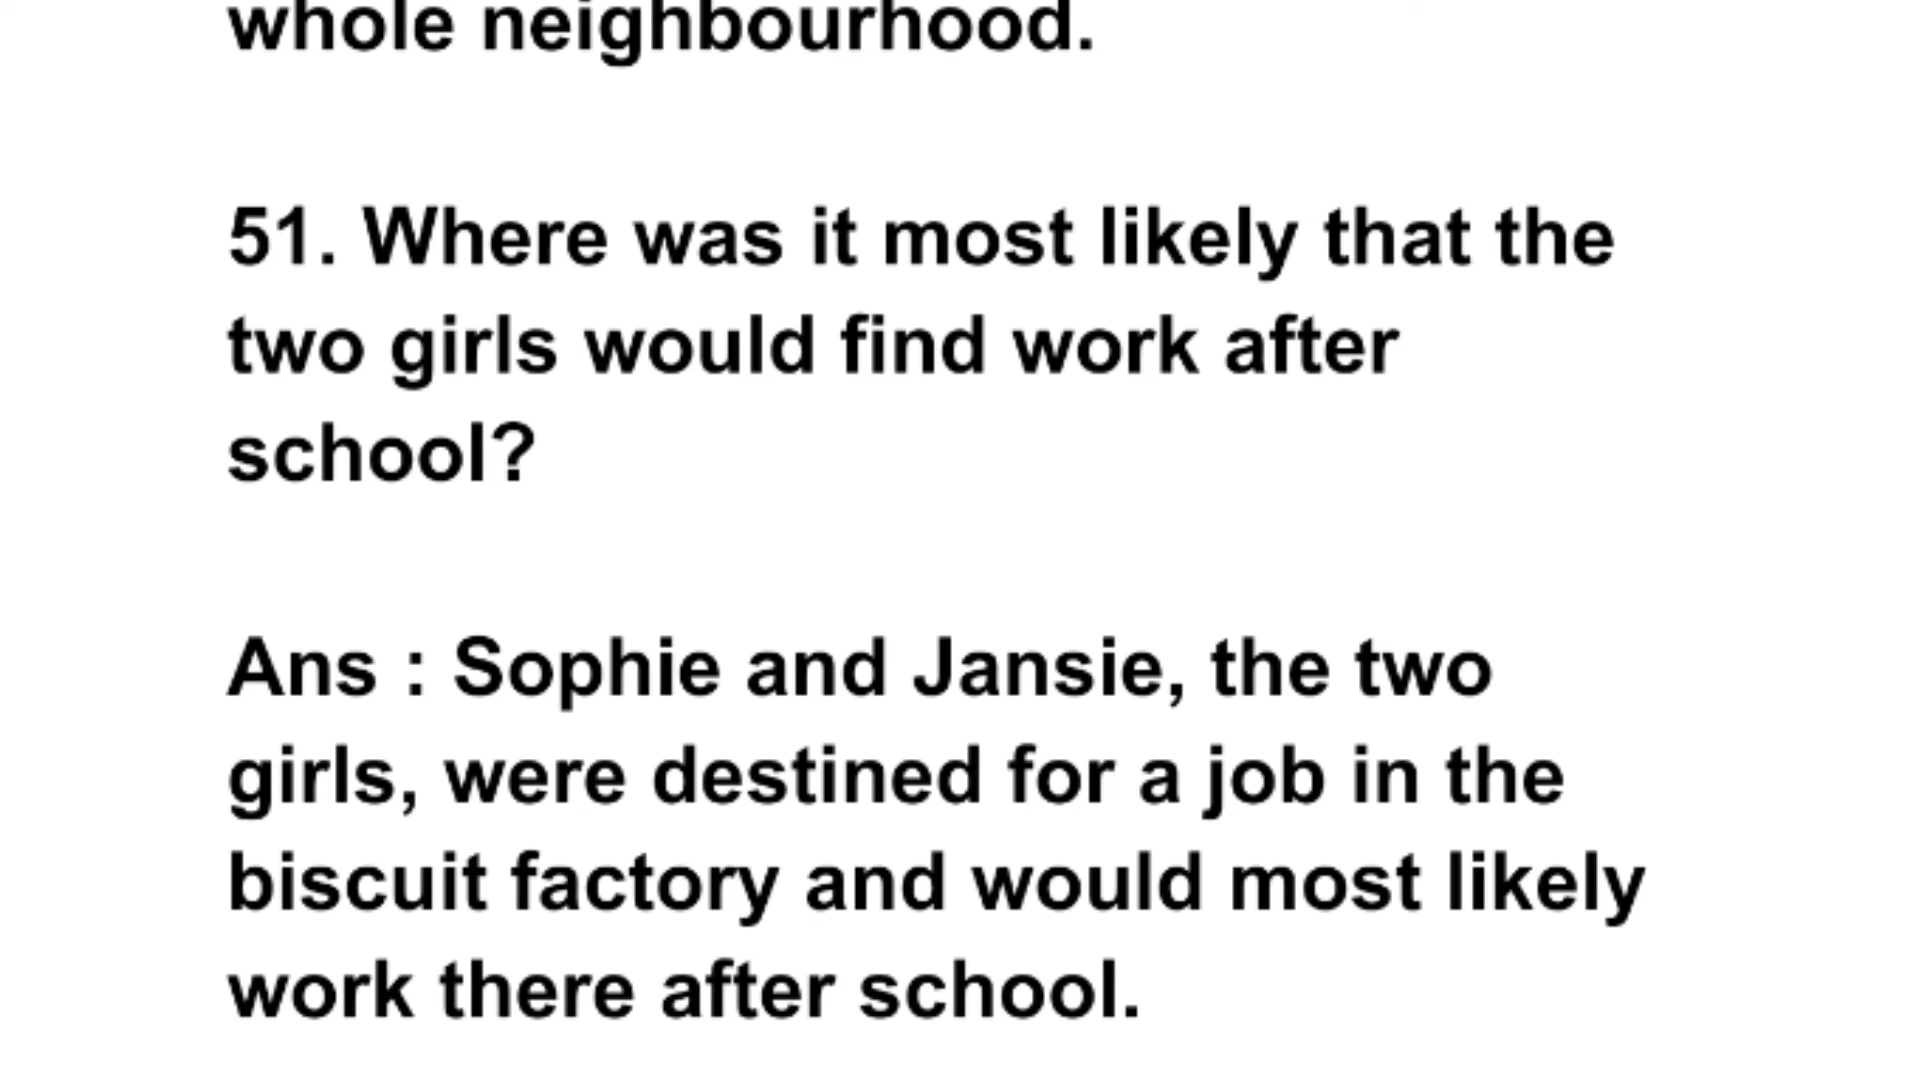 whole neighbourhood.
51. Where was it most likely that the
two girls would find work after
school?
Ans : Sophie and Jansie, the two
girls, were destined for a job in the
biscuit factory and would most likely
work there after school.